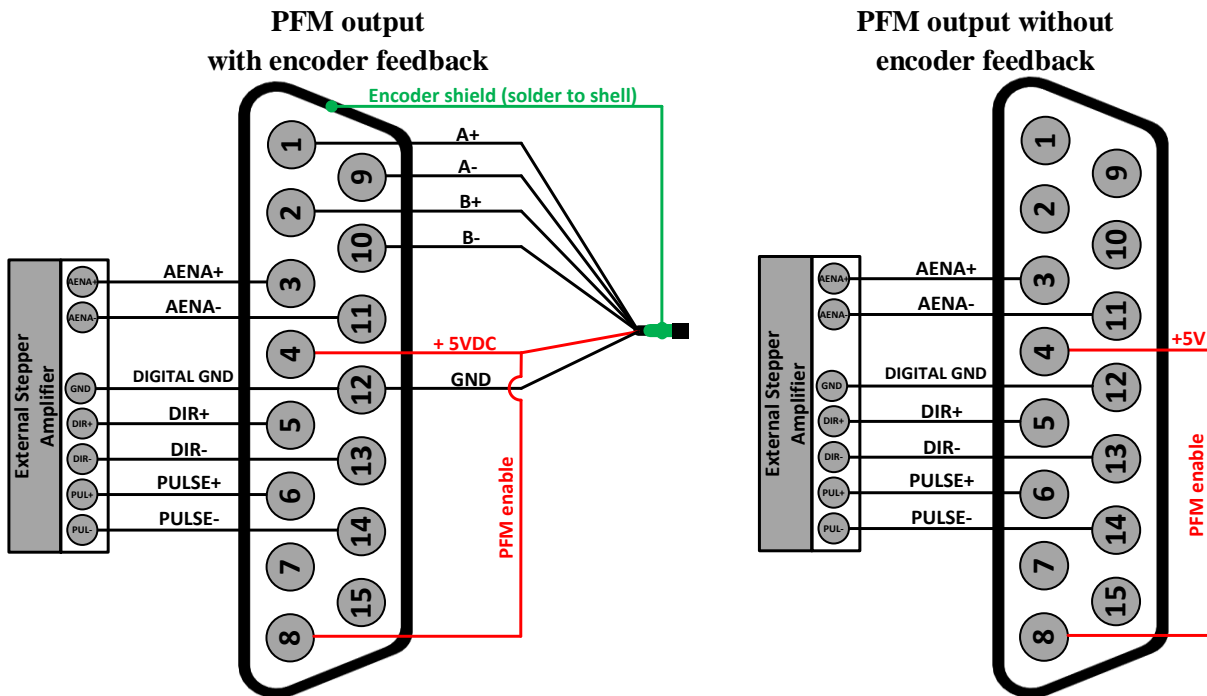 PFM output
with encoder feedback
Encoder shield (solder to shell)
A+
A-
B+
B-
1
9
2
10
3
11
4
12
5
13
6
14
7
15
8
External Stepper
Amplifier
AENA+
AENA-
GND
DIR+
DIR-
PUL+
PUL-
AENA+
AENA-
DIGITAL GND
DIR+
DIR-
PULSE+
PULSE-
+ 5VDC
GND
PFM enable
PFM output without
encoder feedback
1
9
2
10
3
11
4
12
5
13
6
14
7
15
8
External Stepper
Amplifier
AENA+
AENA-
GND
DIR+
DIR-
PUL+
PUL-
AENA+
AENA-
DIGITAL GND
DIR+
DIR-
PULSE+
PULSE-
+5V
PFM enable